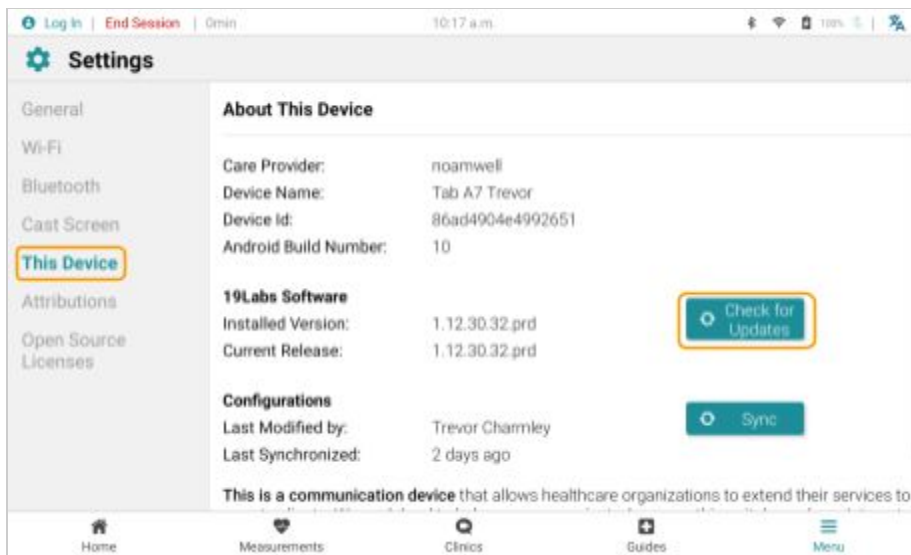 Log In | End Session | 0min 10:17 a.m. 100%
Settings
General
Wi-Fi
Bluetooth
Cast Screen
This Device
Attributions
Open Source
Licenses
About This Device
Care Provider: noamwell
Device Name: Tab A7 Trevor
Device Id: 86ad4904e4992651
Android Build Number: 10
19Labs Software
Installed Version: 1.12.30.32.prd
Current Release: 1.12.30.32.prd
Check for
Updates
Configurations
Last Modified by: Trevor Charmley
Last Synchronized: 2 days ago
Sync
This is a communication device that allows healthcare organizations to extend their services to
Home Measurements Clinics Guides Menu